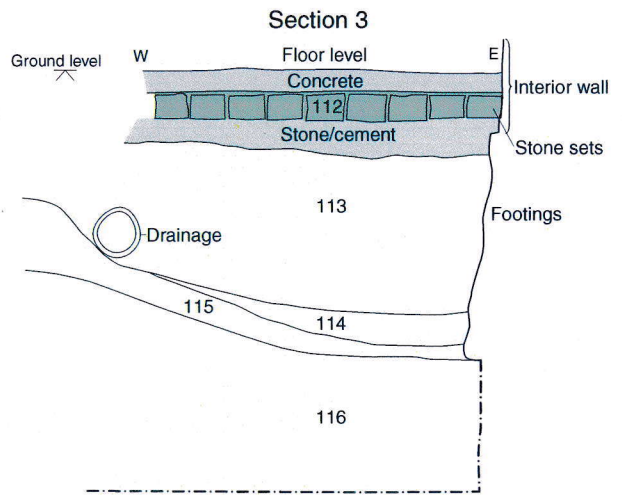 Section 3
Ground level
W
Floor level
E
Concrete
Interior wall
112
Stone/cement
Stone sets
113
Footings
Drainage
115
114
116